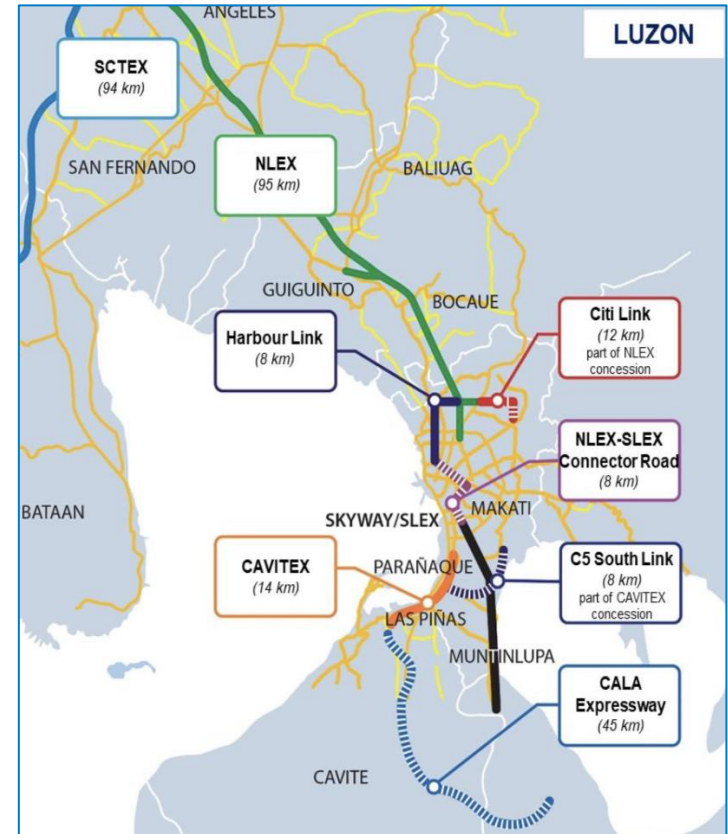 ANGELES
LUZON
SCTEX
(94 km)
SAN FERNANDO
NLEX
(95 km)
BALIUAG
GUIGUINTO
BOCAUE
Harbour Link
(8 km)
Citi Link
(12 km)
part of NLEX
concession
NLEX-SLEX
Connector Road
(8 km)
BATAAN
SKYWAY/SLEX
MAKATI
CAVITEX
(14 km)
PARAÑAQUE
C5 South Link
(8 km)
part of CAVITEX
concession
LAS PIÑAS
MUNTINLUPA
CALA
Expressway
(45 km)
CAVITE